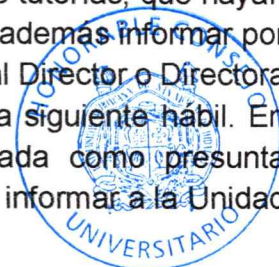 e tutorías, que hayan
además informar por
al Director o Directora
a siguiente hábil. En
ada como presunta
informar a la Unidad
HONORABLE CONSEJO
UNIVERSITARIO